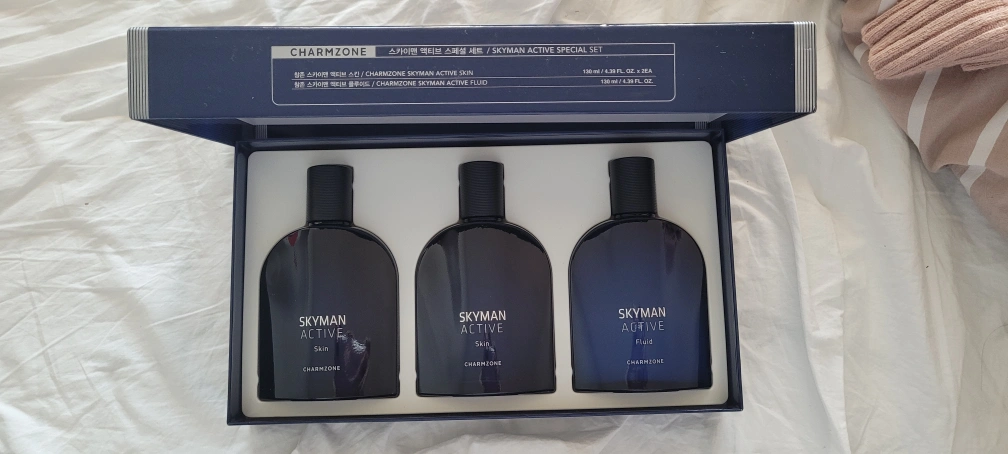 CHARMZONE 스카이맨 액티브 스페셜 세트 / SKYMAN ACTIVE SPECIAL SET
참존 스카이맨 액티브 스킨 / CHARMZONE SKYMAN ACTIVE SKIN 130 ml / 4.39 FL. OZ. x 2EA
참존 스카이맨 액티브 플루이드 / CHARMZONE SKYMAN ACTIVE FLUID 130 ml / 4.39 FL. OZ.
SKYMAN
ACTIVE
Skin
CHARMZONE
SKYMAN
ACTIVE
Skin
CHARMZONE
SKYMAN
ACTIVE
Fluid
CHARMZONE